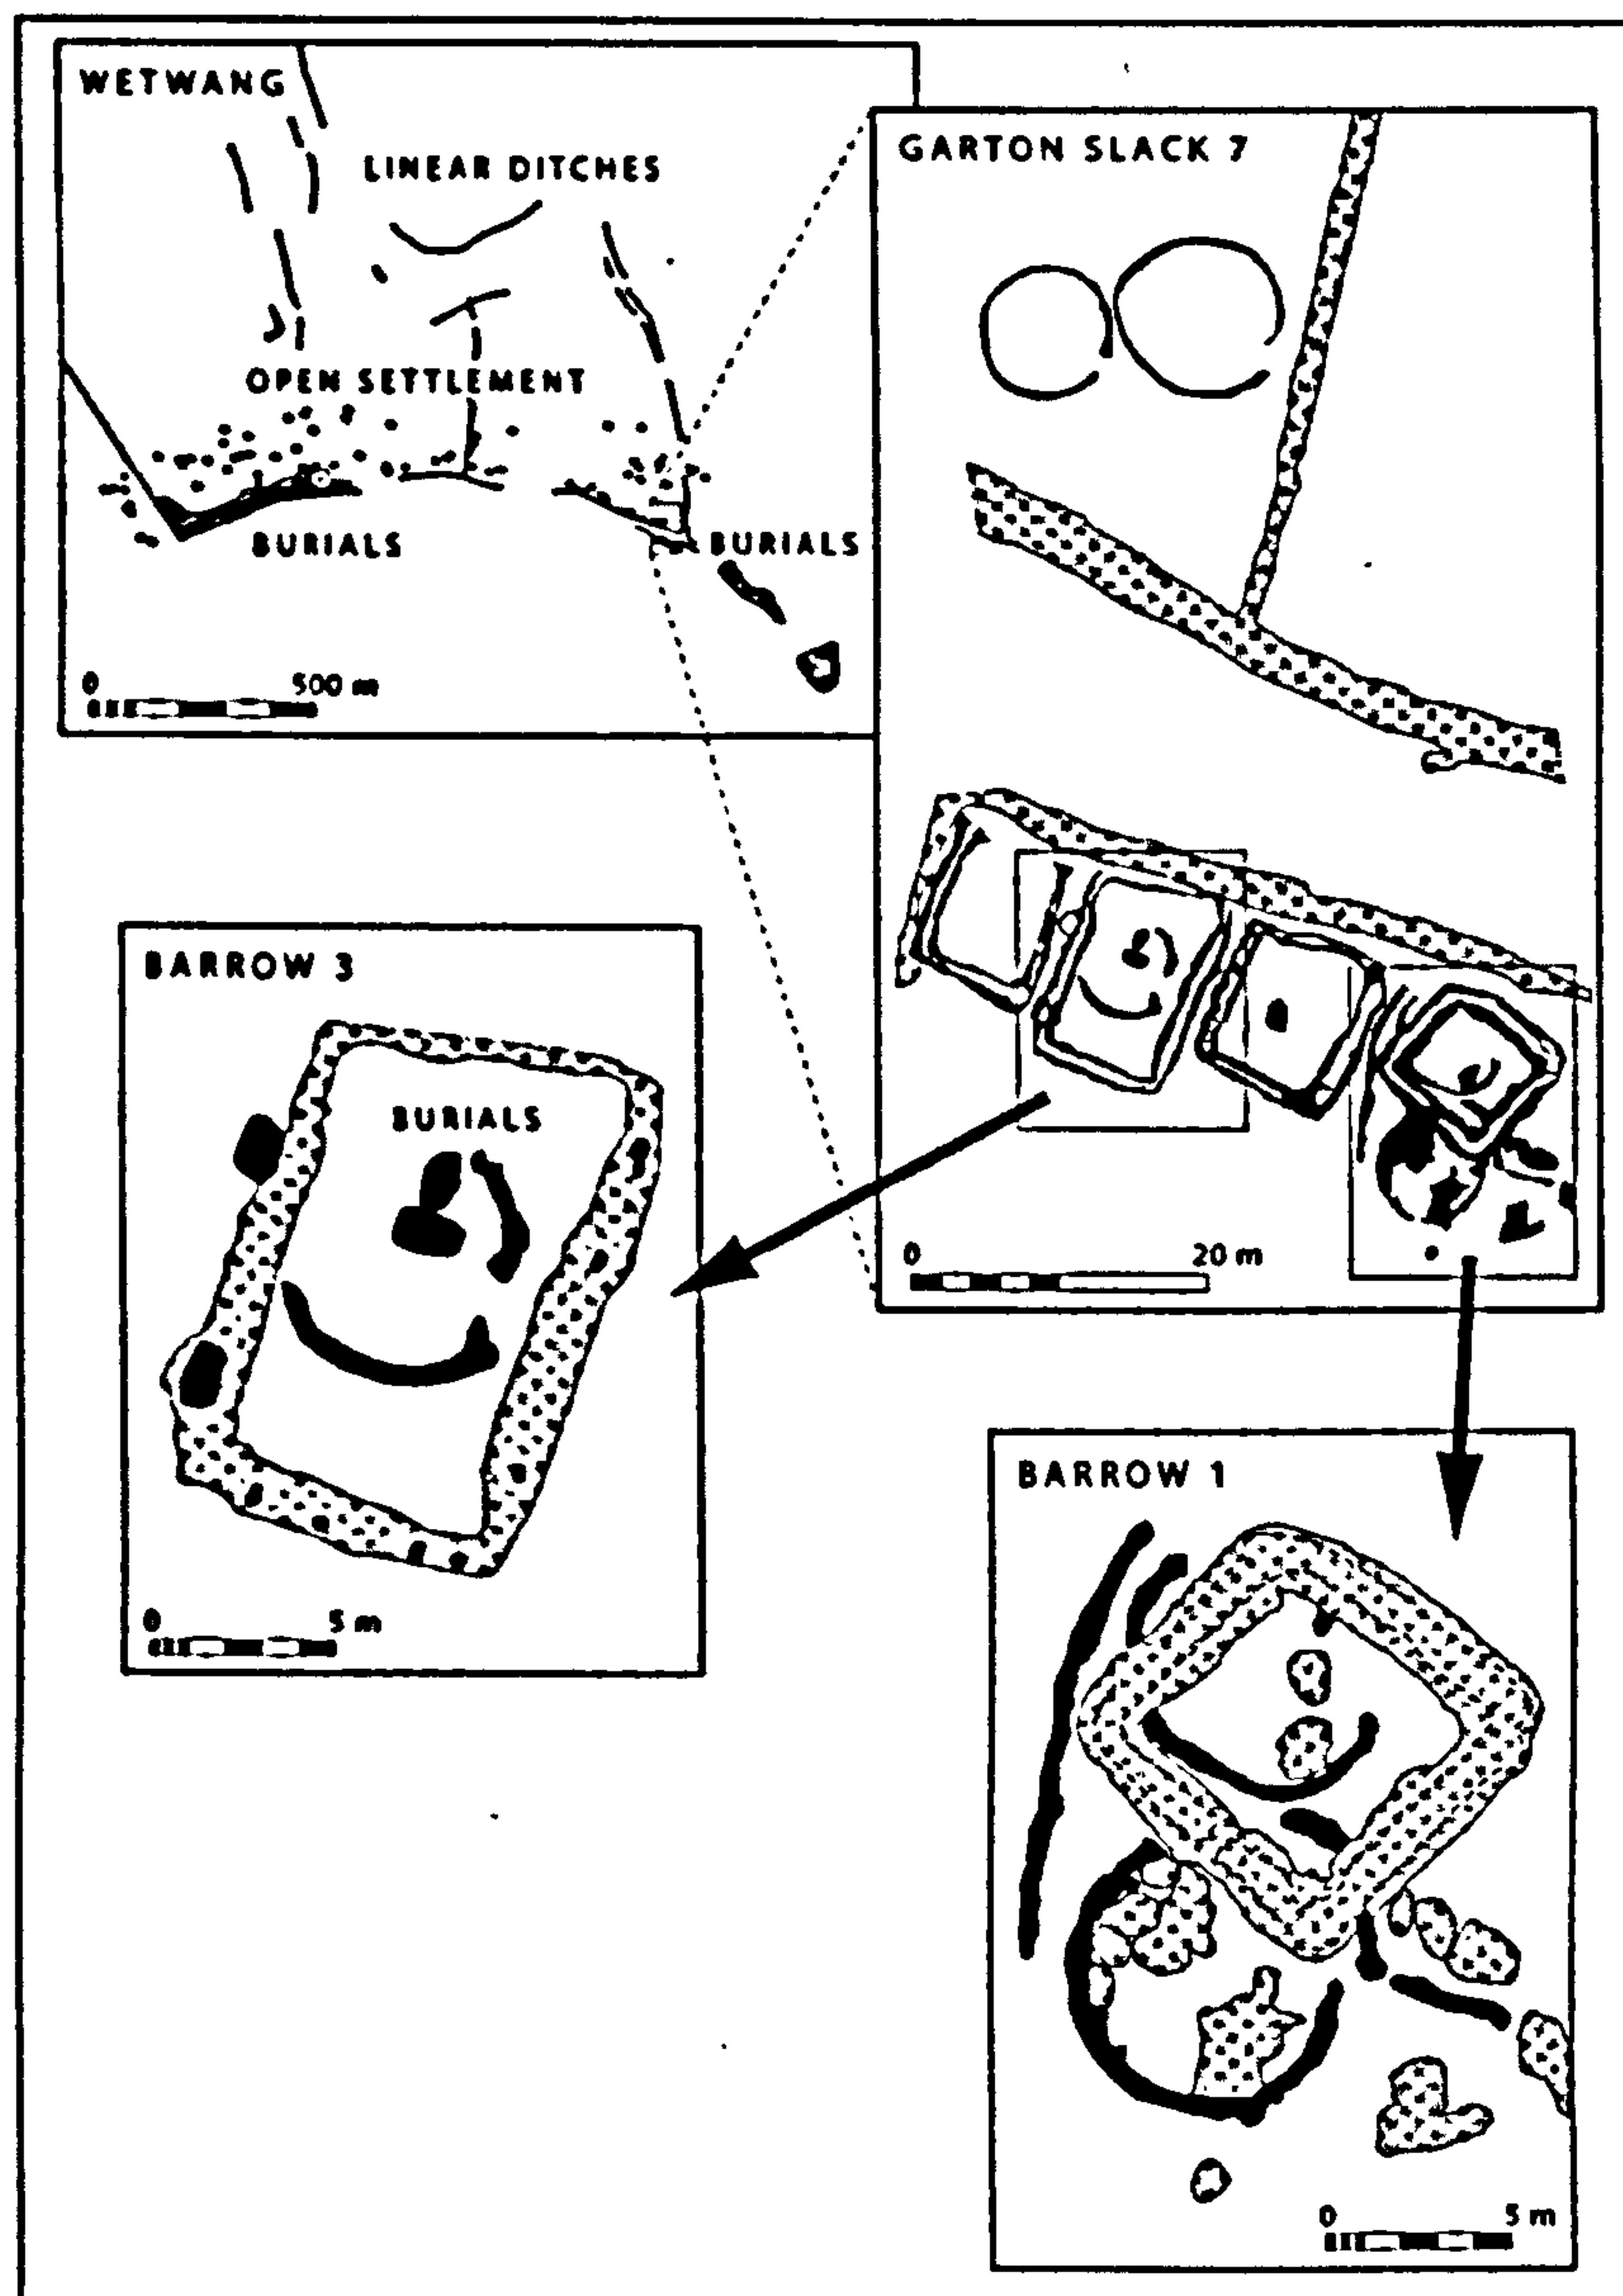 WETWANG
LINEAR DITCHES
OPEN SETTLEMENT
BURIALS
BURIALS
0 500 m
GARTON SLACK 7
0 20 m
BARROW 3
BURIALS
0 5 m
BARROW 1
0 5 m